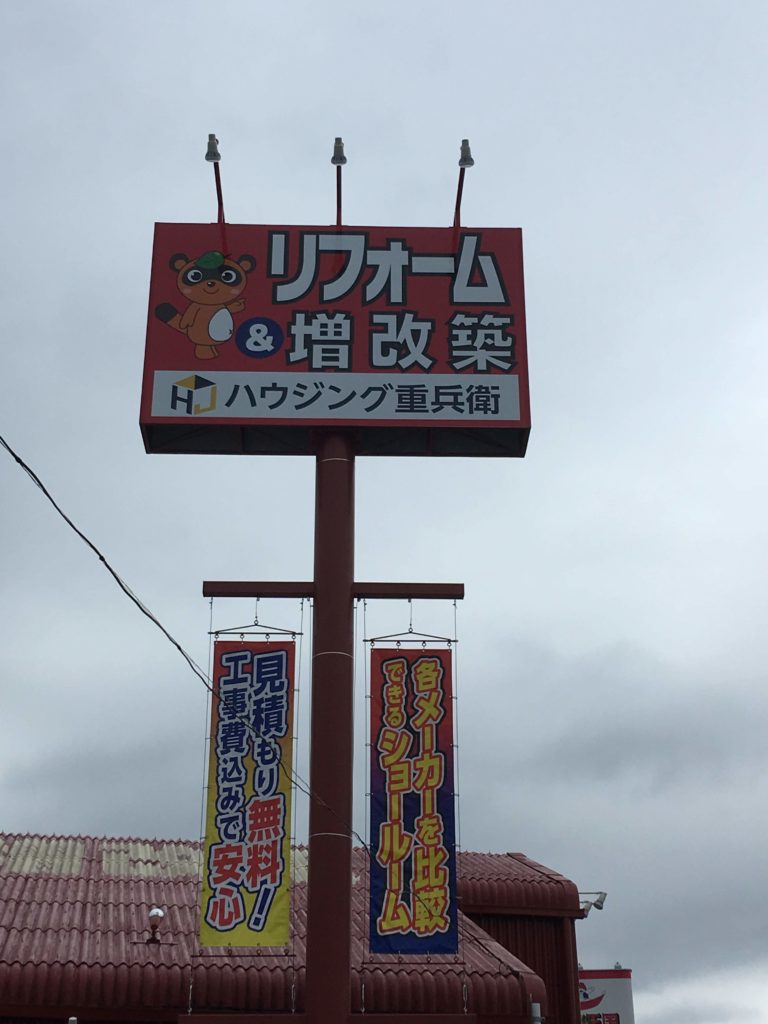 リフォーム
&増改築
HJ ハウジング重兵衛
見積もり無料!
工事費込みで安心
各メーカーを比較
できるショールーム